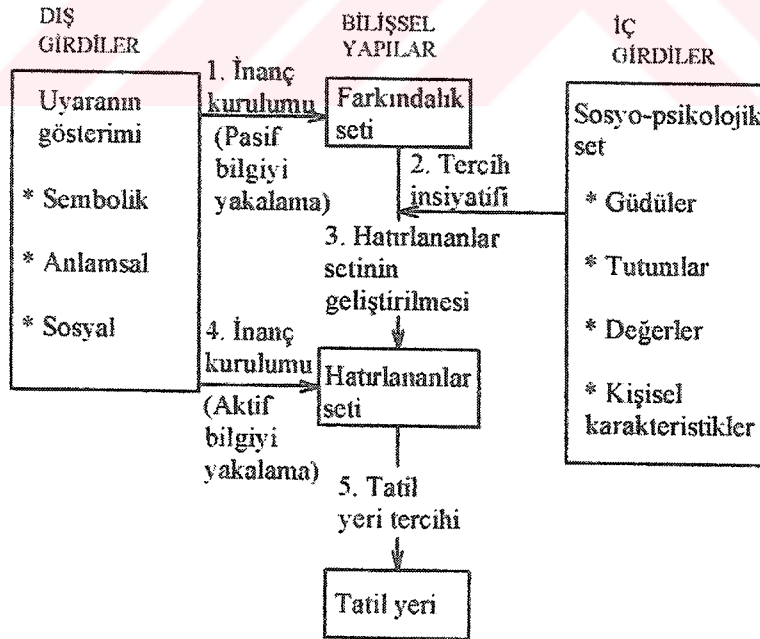 DIŞ
GİRDİLER
Uyaranın
gösterimi
* Sembolik
* Anlamsal
* Sosyal
1. İnanç
kurulumu
(Pasif
bilgiyi
yakalama)
4. İnanç
kurulumu
(Aktif
bilgiyi
yakalama)
BİLİŞSEL
YAPILAR
Farkındalık
seti
2. Tercih
insiyatifi
3. Hatırlananlar
setinin
geliştirilmesi
Hatırlananlar
seti
5. Tatil
yeri tercihi
Tatil yeri
İÇ
GİRDİLER
Sosyo-psikolojik
set
* Güdüler
* Tutumlar
* Değerler
* Kişisel
karakteristikler